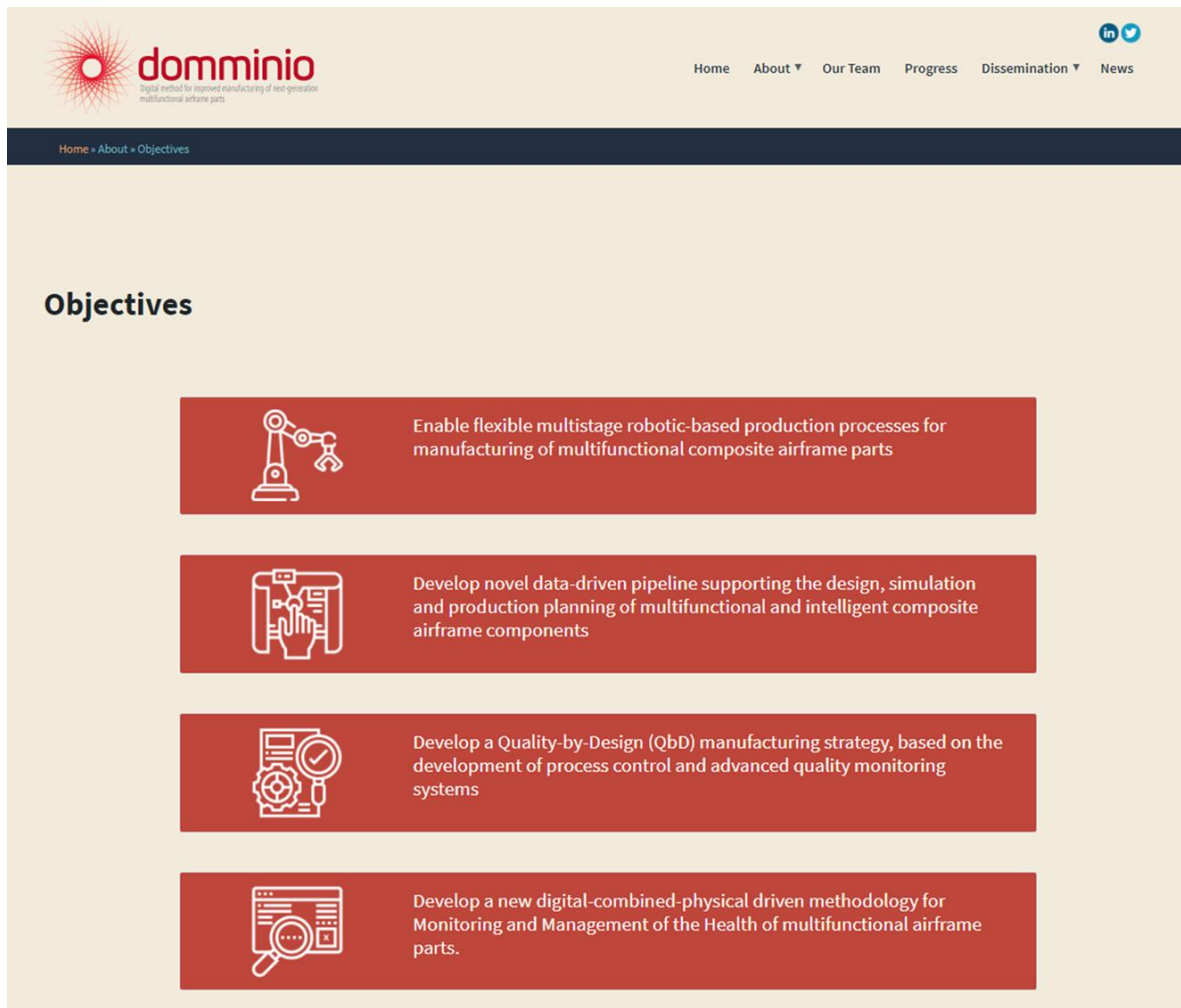 domminio
Digital method for improved manufacturing of next-generation
multifunctional airframe parts
in
Home About ▼ Our Team Progress Dissemination ▼ News
Home » About » Objectives
Objectives
Enable flexible multistage robotic-based production processes for
manufacturing of multifunctional composite airframe parts
Develop novel data-driven pipeline supporting the design, simulation
and production planning of multifunctional and intelligent composite
airframe components
Develop a Quality-by-Design (QbD) manufacturing strategy, based on the
development of process control and advanced quality monitoring
systems
Develop a new digital-combined-physical driven methodology for
Monitoring and Management of the Health of multifunctional airframe
parts.